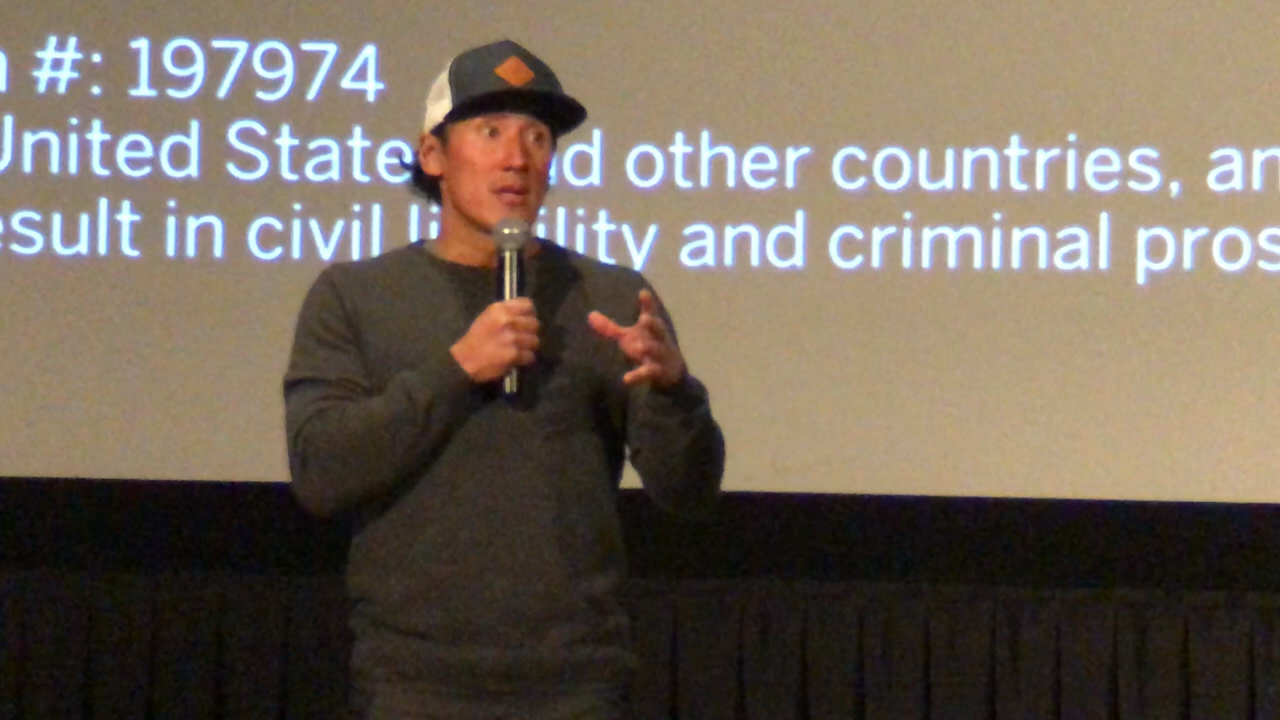 #: 197974
United State d other countries, an
esult in civil li ility and criminal pros